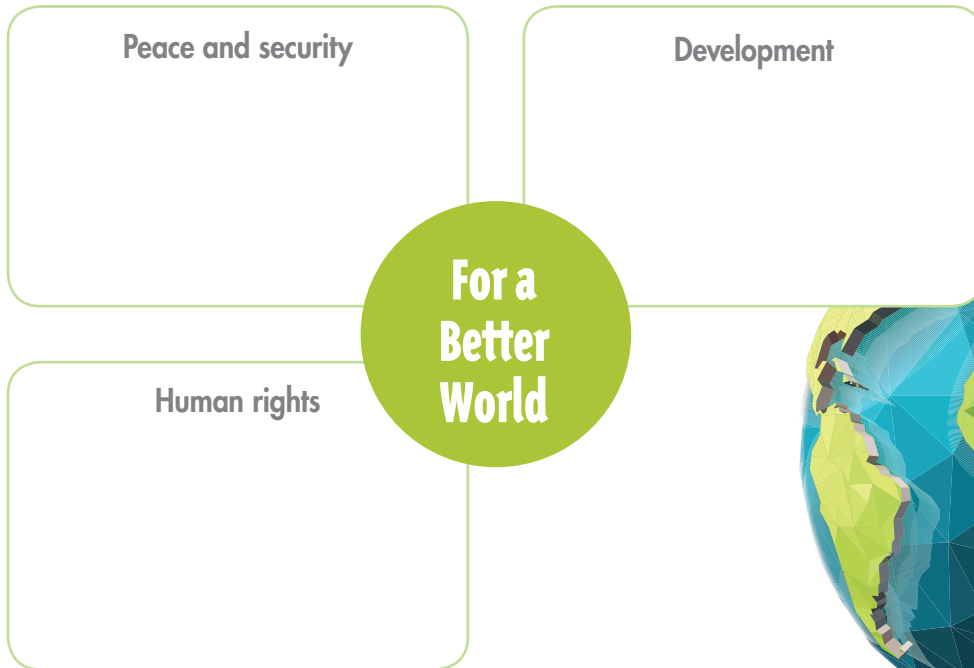 Peace and security
Development
For a
Better
World
Human rights